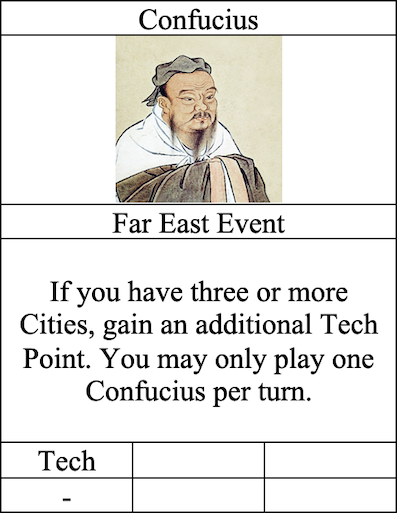 Confucius
Far East Event
If you have three or more
Cities, gain an additional Tech
Point. You may only play one
Confucius per turn.
Tech
-